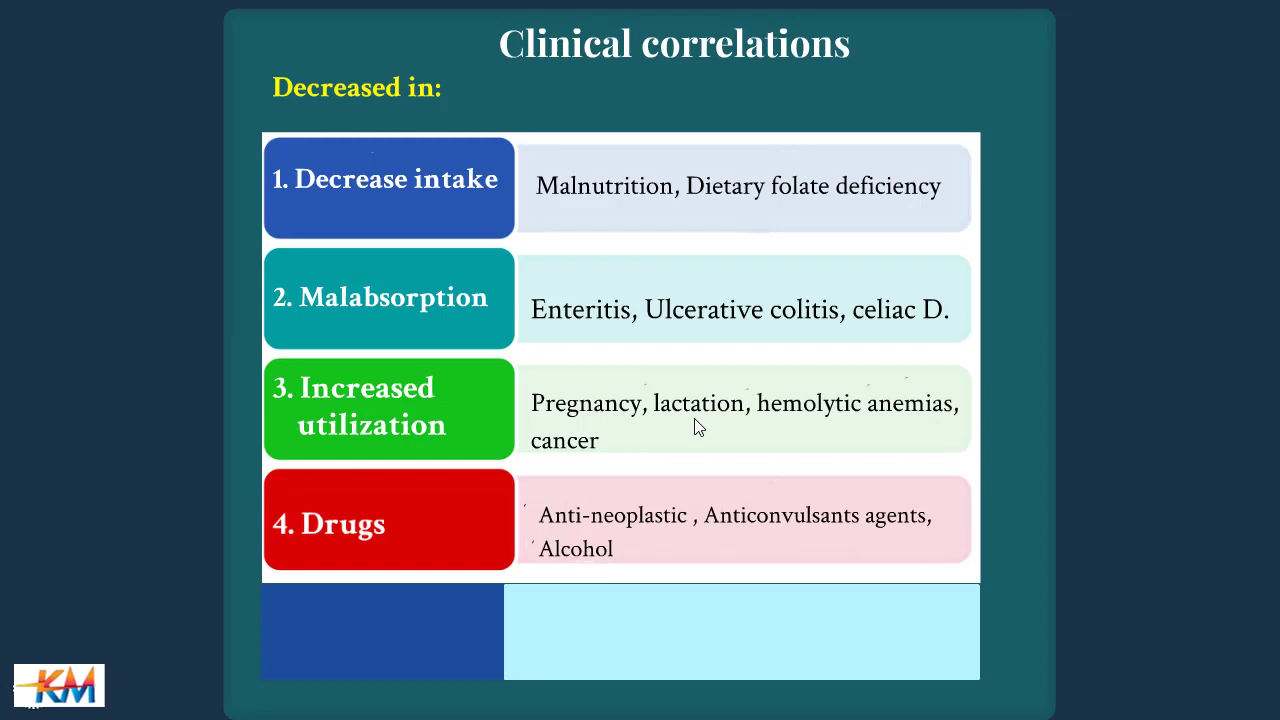 Clinical correlations
Decreased in:
1. Decrease intake
Malnutrition, Dietary folate deficiency
2. Malabsorption
Enteritis, Ulcerative colitis, celiac D.
3. Increased
utilization
Pregnancy, lactation, hemolytic anemias,
cancer
4. Drugs
Anti-neoplastic , Anticonvulsants agents,
Alcohol
KM